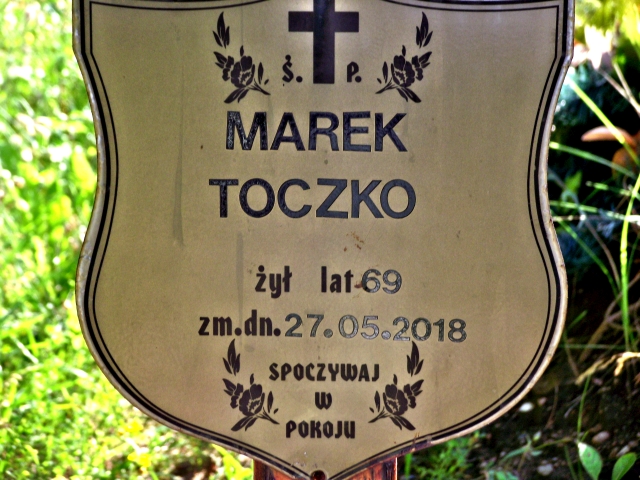 Ś. P.
MAREK
TOCZKO
żył lat 69
zm.dn. 27.05.2018
SPOCZYWAJ
W
POKOJU